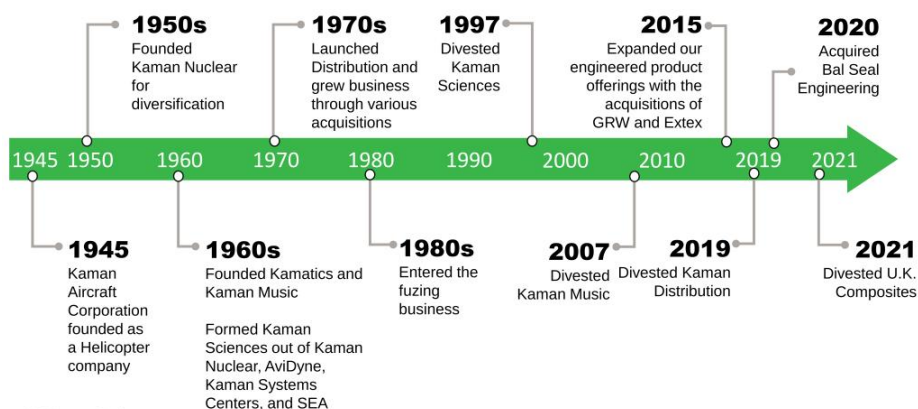 1950s
Founded
Kaman Nuclear
for
diversification
1970s
Launched
Distribution and
grew business
through various
acquisitions
1997
Divested
Kaman
Sciences
2015
Expanded our
engineered product
offerings with the
acquisitions of
GRW and Extex
2020
Acquired
Bal Seal
Engineering
1945 1950 1960 1970 1980 1990 2000 2010 2019 2021
1945
Kaman
Aircraft
Corporation
founded as
a Helicopter
company
1960s
Founded Kamatics and
Kaman Music
Formed Kaman
Sciences out of Kaman
Nuclear, AviDyne,
Kaman Systems
Centers, and SEA
1980s
Entered the
fuzing
business
2007
Divested
Kaman Music
2019
Divested Kaman
Distribution
2021
Divested U.K.
Composites